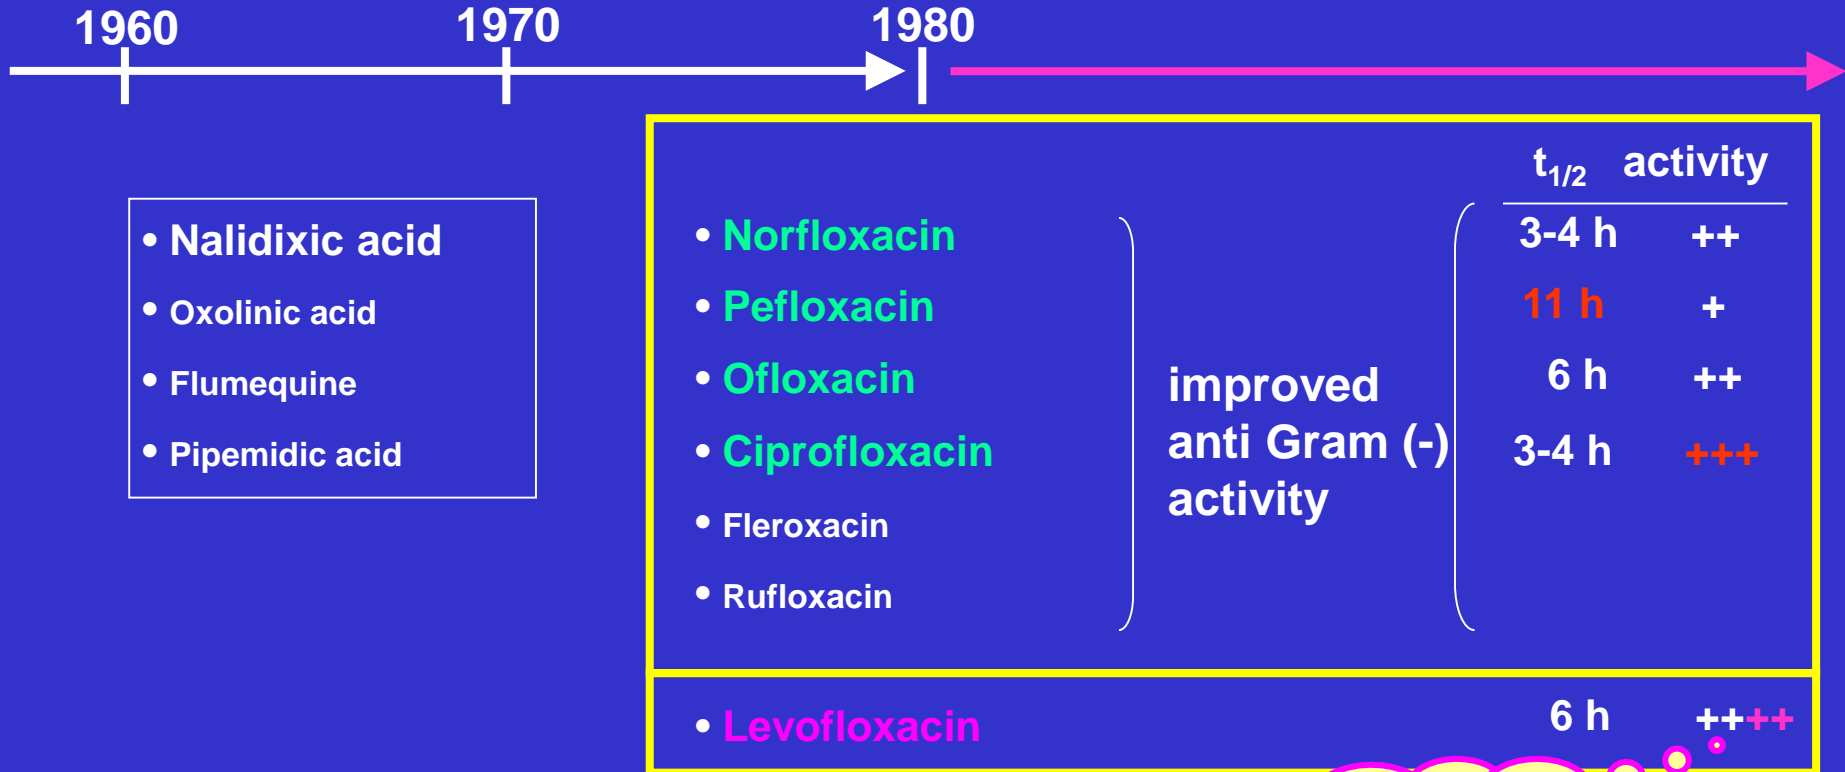 1960 1970 1980
• Nalidixic acid
• Oxolinic acid
• Flumequine
• Pipemidic acid
t1/2 activity
• Norfloxacin 3-4 h ++
• Pefloxacin 11 h +
• Ofloxacin 6 h ++
• Ciprofloxacin 3-4 h +++
• Fleroxacin
• Rufloxacin
improved
anti Gram (-)
activity
• Levofloxacin 6 h ++++